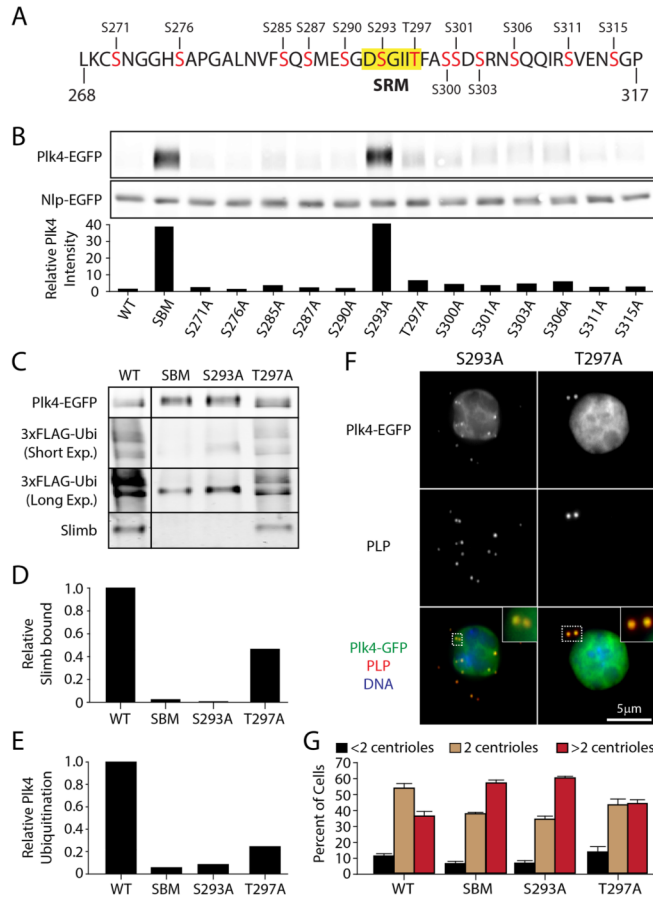 A
S271 S276 S285 S287 S290 S293 T297 S301 S306 S311 S315
LKCSNGGHSAPGALNVFSQSMESGDSGIITFASSDSRNSQQIRSVENSGP
268 SRM S300 S303 317
B
Plk4-EGFP
Nlp-EGFP
Relative Plk4
Intensity
40
30
20
10
0
WT SBM S271A S276A S285A S287A S290A S293A T297A S300A S301A S303A S306A S311A S315A
C
WT SBM S293A T297A
Plk4-EGFP
3xFLAG-Ubi
(Short Exp.)
3xFLAG-Ubi
(Long Exp.)
Slimb
D
Relative
Slimb bound
1.0
0.8
0.6
0.4
0.2
0
WT SBM S293A T297A
E
Relative Plk4
Ubiquitination
1.0
0.8
0.6
0.4
0.2
0
WT SBM S293A T297A
F
S293A T297A
Plk4-EGFP
PLP
Plk4-GFP
PLP
DNA
5µm
G
<2 centrioles 2 centrioles >2 centrioles
Percent of Cells
70
60
50
40
30
20
10
0
WT SBM S293A T297A